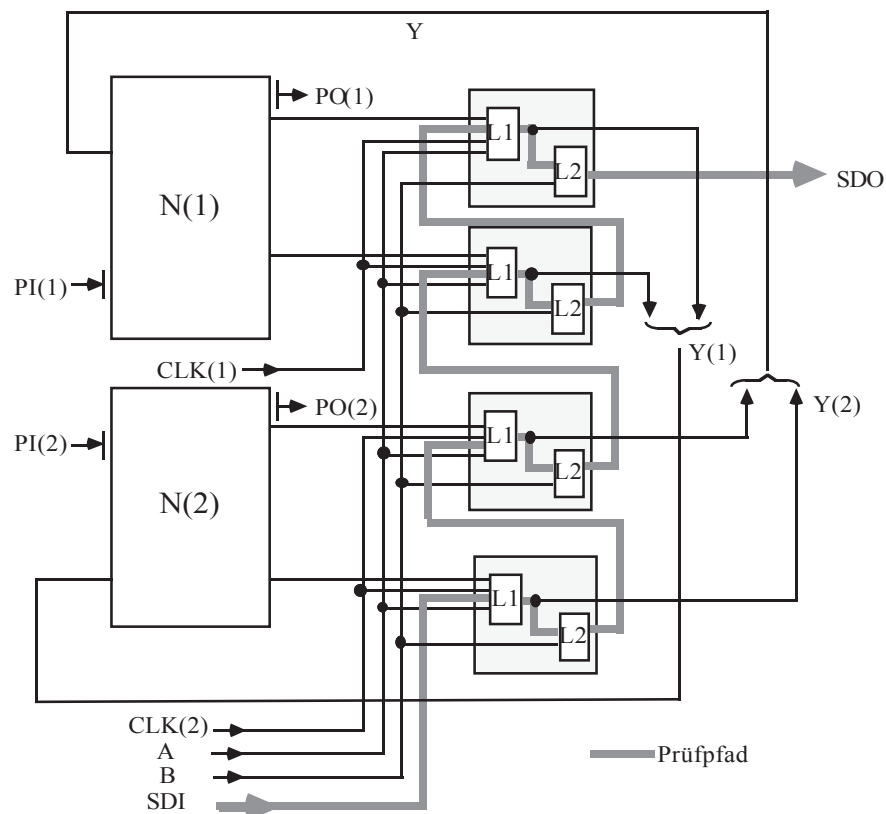 Y
PO(1)
L1
L2
SDO
N(1)
L1
PI(1)
L2
Y(1)
CLK(1)
PO(2)
Y(2)
PI(2)
L1
L2
N(2)
L1
L2
CLK(2)
A
B
SDI
Prüfpfad